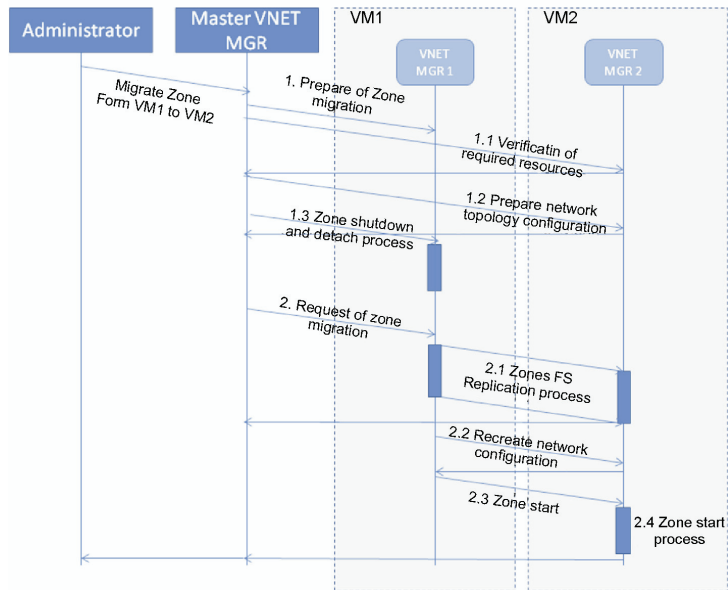 Administrator
Master VNET
MGR
VM1
VM2
VNET
MGR 1
VNET
MGR 2
Migrate Zone
Form VM1 to VM2
1. Prepare of Zone
migration
1.1 Verificatin of
required resources
1.2 Prepare network
topology configuration
1.3 Zone shutdown
and detach process
2. Request of zone
migration
2.1 Zones FS
Replication process
2.2 Recreate network
configuration
2.3 Zone start
2.4 Zone start
process